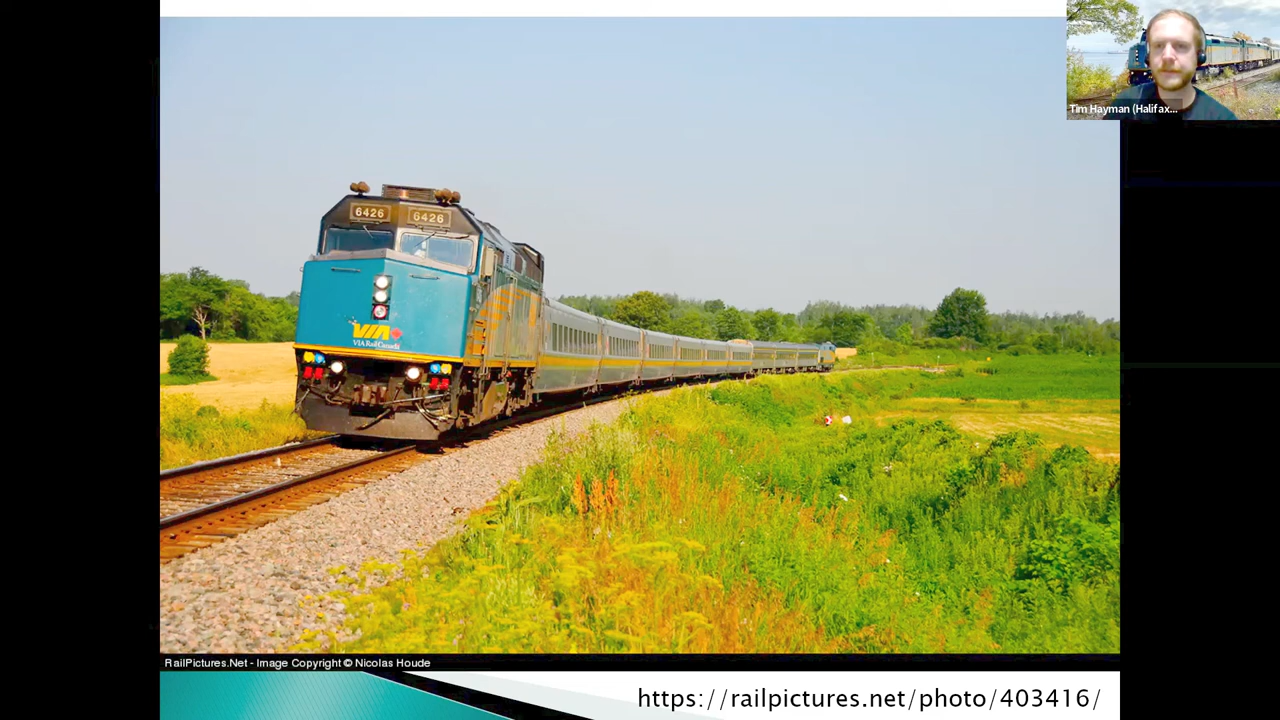 Tim Hayman (Halifax...
6426 6426
VIA
VIA Rail Canada
RailPictures.Net - Image Copyright © Nicolas Houde
https://railpictures.net/photo/403416/